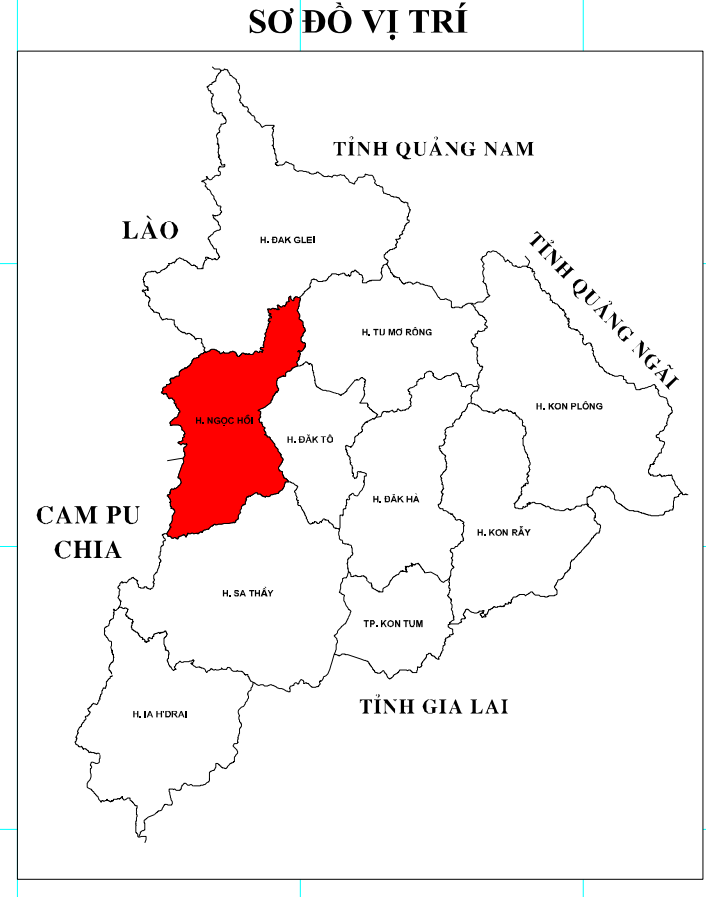 SƠ ĐỒ VỊ TRÍ
TỈNH QUẢNG NAM
LÀO
H. ĐAK GLEI
TỈNH QUẢNG NGÃI
H. TU MƠ RÔNG
H. KON PLÔNG
H. NGỌC HỒI
H. ĐĂK TÔ
H. ĐĂK HÀ
CAM PU
CHIA
H. KON RẪY
H. SA THẦY
TP. KON TUM
TỈNH GIA LAI
H. IA H'DRAI